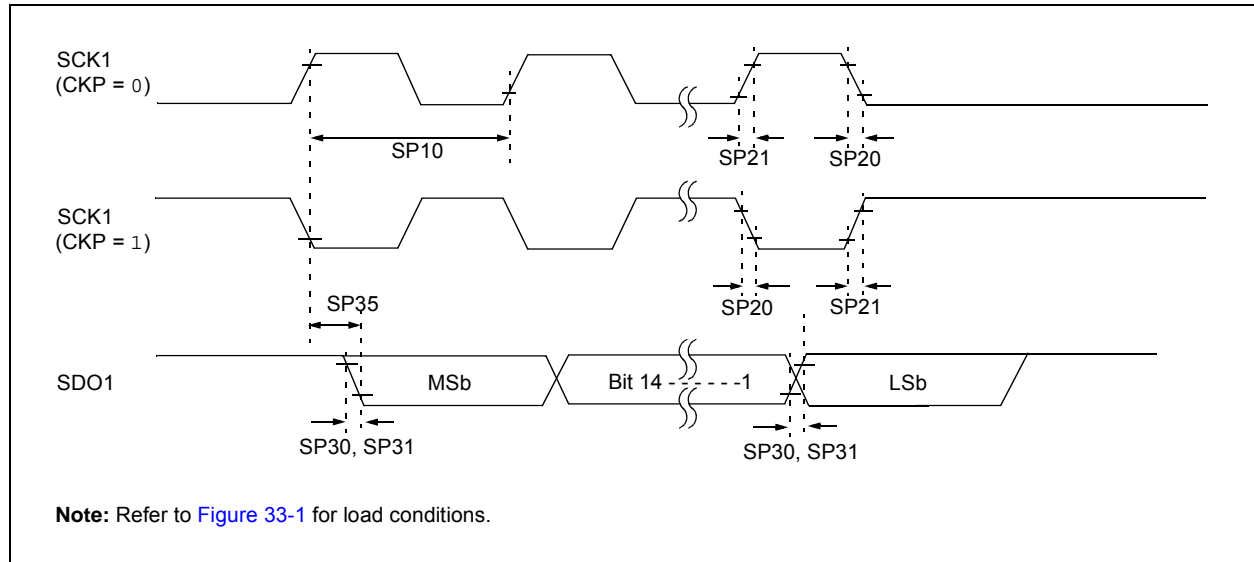 SCK1
(CKP = 0)
SP10
SP21
SP20
SCK1
(CKP = 1)
SP35
SP20
SP21
SDO1
MSb
Bit 14 - - - - - -1
LSb
SP30, SP31
SP30, SP31
Note: Refer to Figure 33-1 for load conditions.